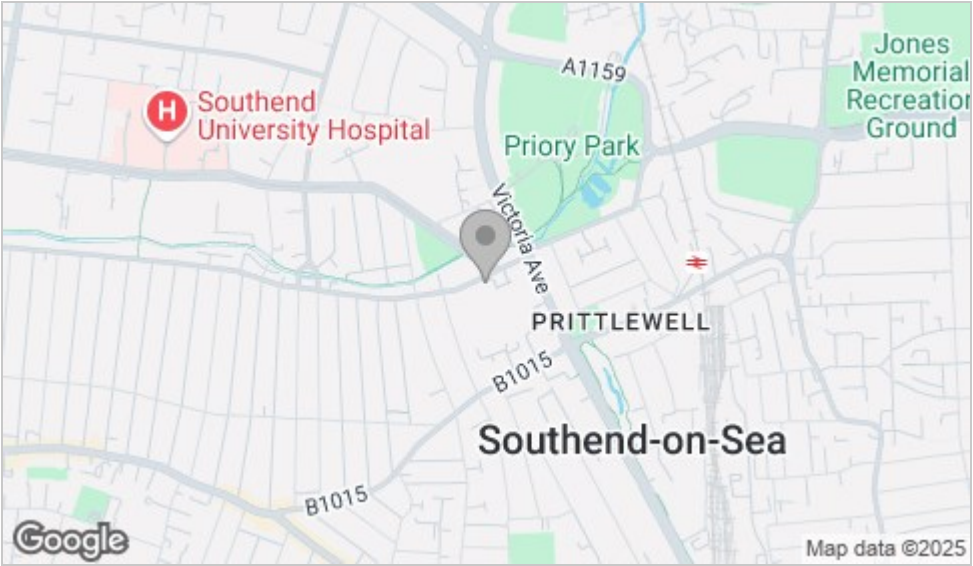 A1159
Jones
Memorial
Recreation
Ground
H
Southend
University Hospital
Priory Park
Victoria Ave
PRITTLEWELL
B1015
Southend-on-Sea
B1015
Google
Map data ©2025